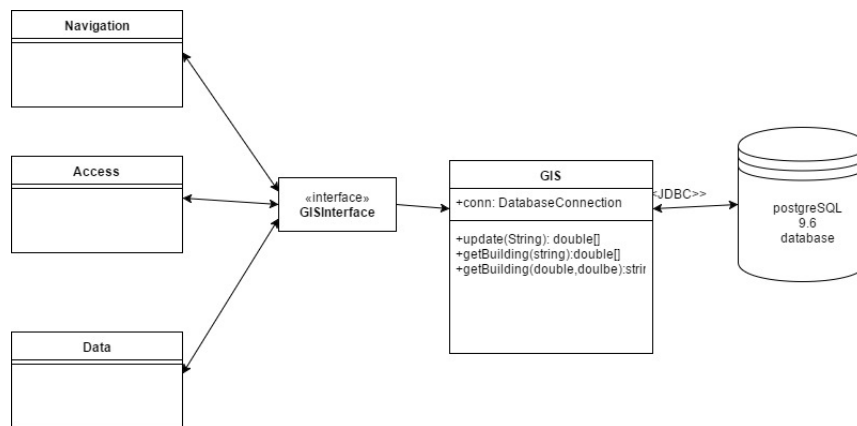 Navigation
Access
Data
«interface»
GISInterface
GIS
+conn: DatabaseConnection
+update(String): double[]
+getBuilding(string):double[]
+getBuilding(double,doulbe):strin
<JDBC>>
postgreSQL
9.6
database